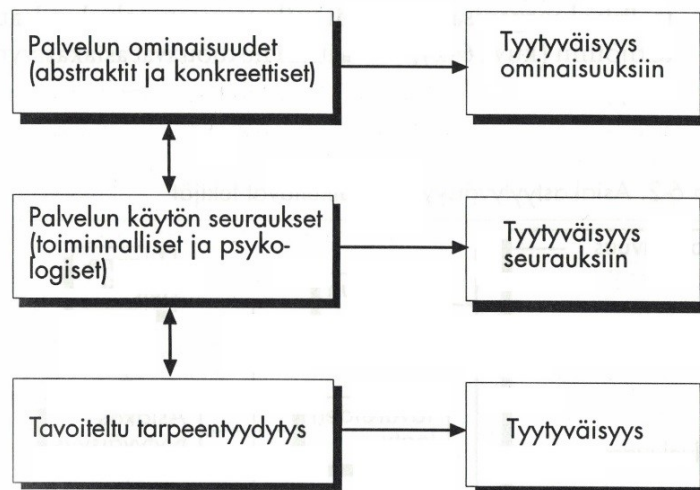 Palvelun ominaisuudet
(abstraktit ja konkreettiset)
Tyytyväisyys
ominaisuuksiin
Palvelun käytön seuraukset
(toiminnalliset ja psyko-
logiset)
Tyytyväisyys
seurauksiin
Tavoiteltu tarpeentyydytys
Tyytyväisyys